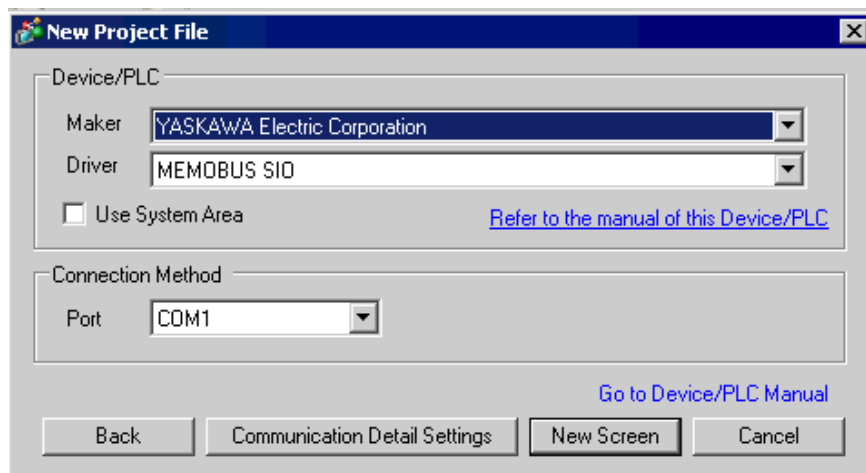 New Project File
Device/PLC
Maker YASKAWA Electric Corporation
Driver MEMOBUS SIO
Use System Area Refer to the manual of this Device/PLC
Connection Method
Port COM1
Go to Device/PLC Manual
Back Communication Detail Settings New Screen Cancel